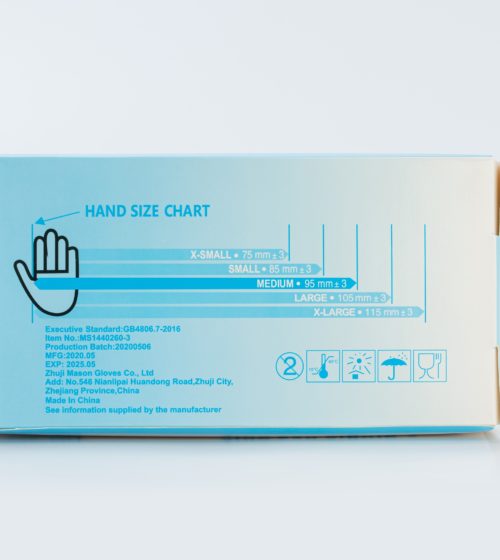 HAND SIZE CHART
X-SMALL • 75 mm ± 3
SMALL • 85 mm ± 3
MEDIUM • 95 mm ± 3
LARGE • 105 mm ± 3
X-LARGE • 115 mm ± 3
Executive Standard:GB4806.7-2016
Item No.:MS1440260-3
Production Batch:20200506
MFG:2020.05
EXP: 2025.05
Zhuji Mason Gloves Co., Ltd
Add: No.546 Nianlipai Huandong Road,Zhuji City,
Zhejiang Province,China
Made In China
See information supplied by the manufacturer
2